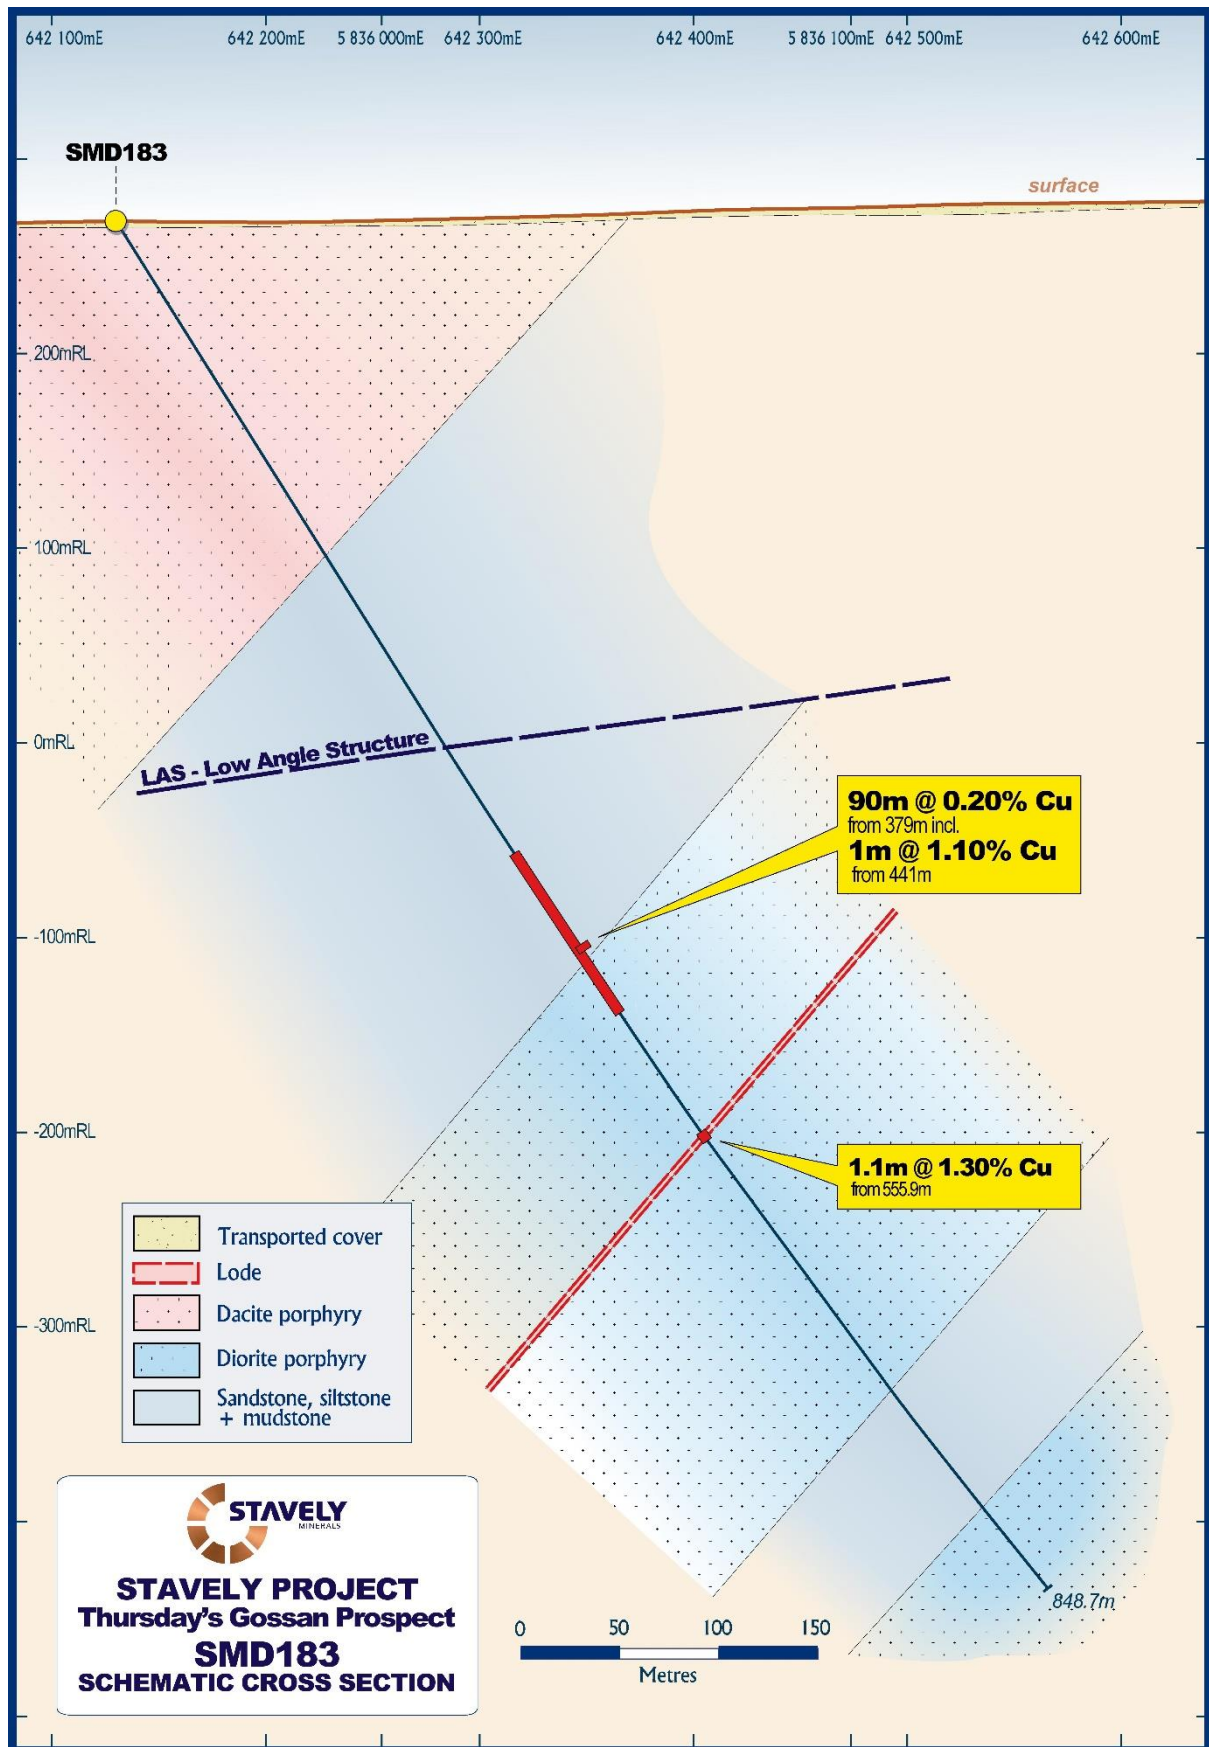 642 100mE 642 200mE 5 836 000mE 642 300mE 642 400mE 5 836 100mE 642 500mE 642 600mE
SMD183
surface
200mRL
100mRL
0mRL
LAS - Low Angle Structure
90m @ 0.20% Cu
from 379m incl.
1m @ 1.10% Cu
from 441m
-100mRL
-200mRL
1.1m @ 1.30% Cu
from 555.9m
Transported cover
Lode
Dacite porphyry
Diorite porphyry
Sandstone, siltstone
+ mudstone
-300mRL
STAVELY
MINERALS
STAVELY PROJECT
Thursday's Gossan Prospect
SMD183
SCHEMATIC CROSS SECTION
848.7m
0 50 100 150
Metres